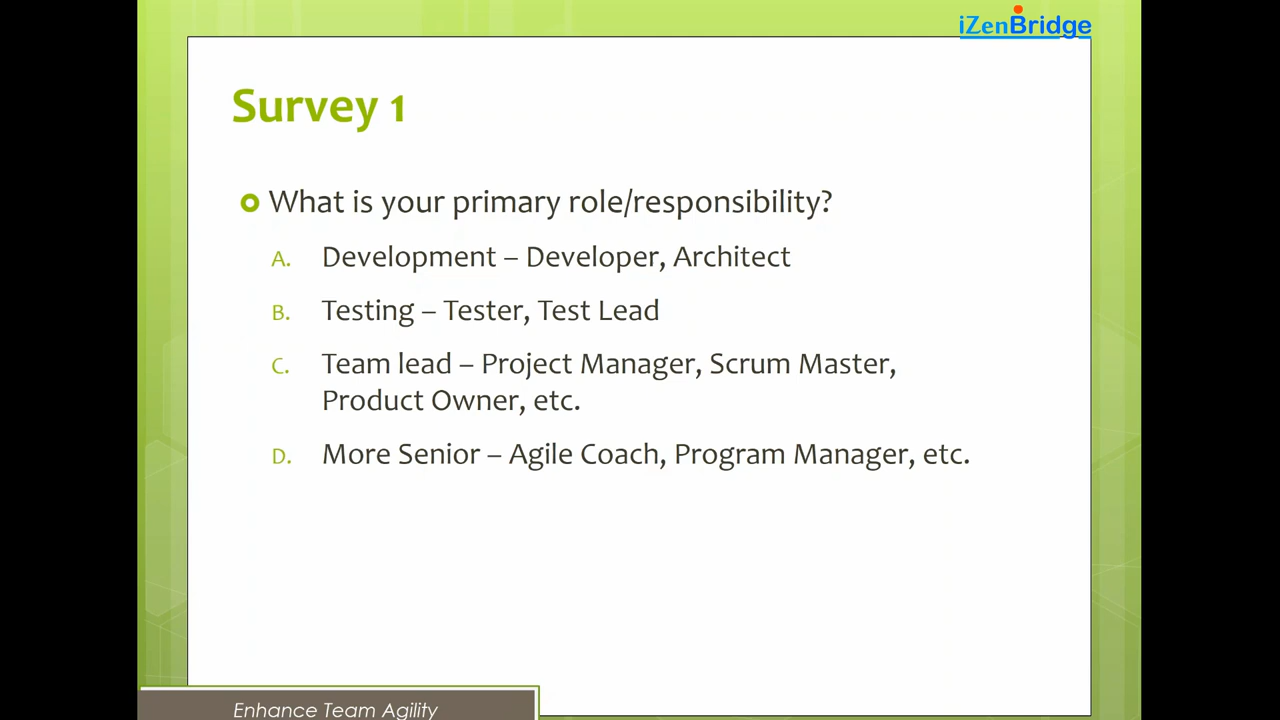 iZenBridge
Survey 1
What is your primary role/responsibility?
A. Development – Developer, Architect
B. Testing – Tester, Test Lead
C. Team lead – Project Manager, Scrum Master,
Product Owner, etc.
D. More Senior – Agile Coach, Program Manager, etc.
Enhance Team Agility